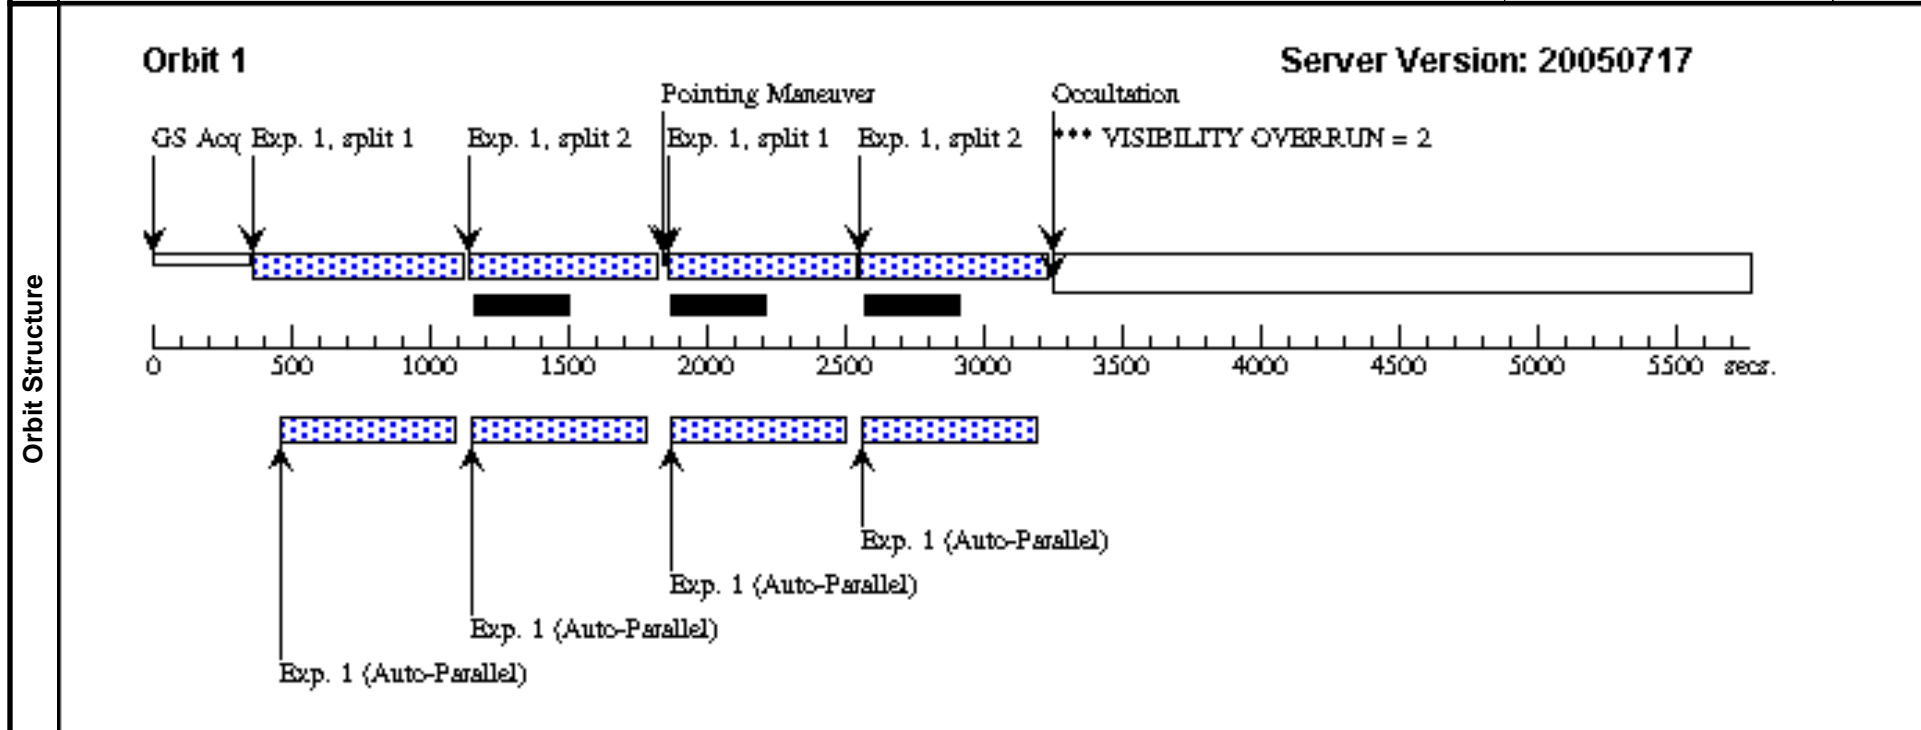 Orbit Structure
Orbit 1
Server Version: 20050717
Pointing Maneuver
Occultation
GS Acq
Exp. 1, split 1
Exp. 1, split 2
Exp. 1, split 1
Exp. 1, split 2
*** VISIBILITY OVERRUN = 2
0 500 1000 1500 2000 2500 3000 3500 4000 4500 5000 5500 secs.
Exp. 1 (Auto-Parallel)
Exp. 1 (Auto-Parallel)
Exp. 1 (Auto-Parallel)
Exp. 1 (Auto-Parallel)